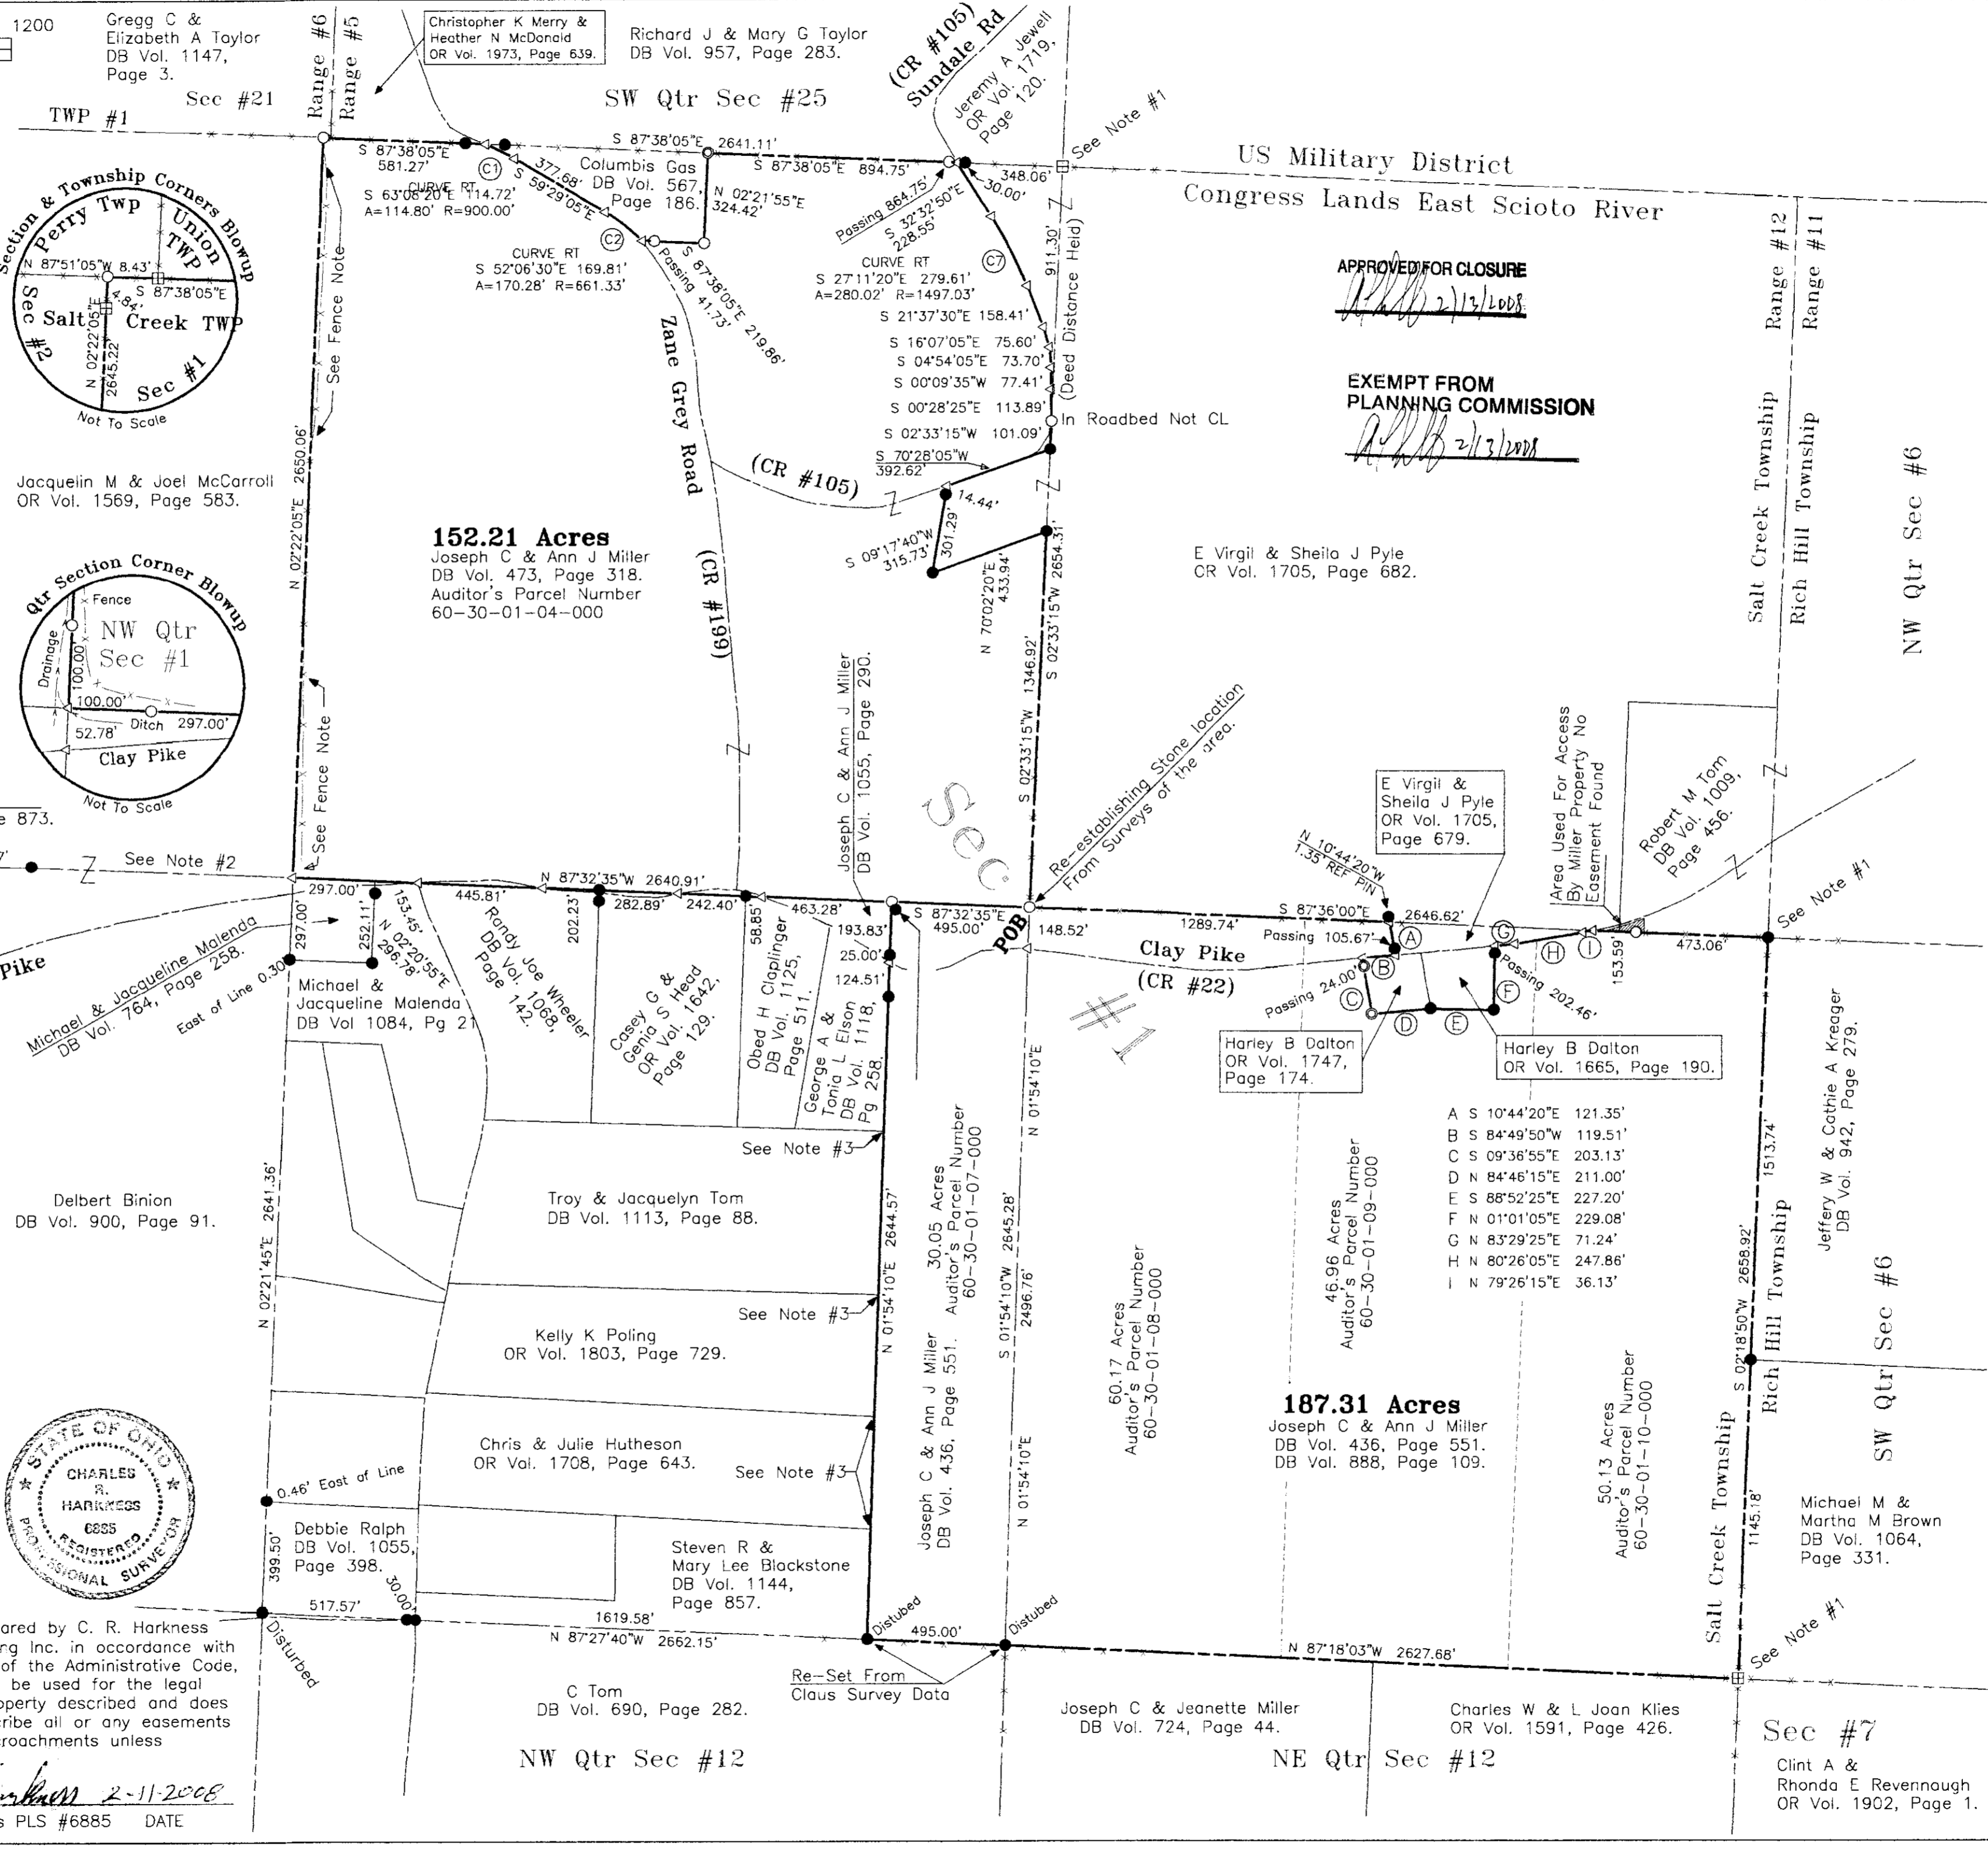 1200
Gregg C &
Elizabeth A Taylor
DB Vol. 1147,
Page 3.
Sec #21
TWP #1
Range #6
Range #5
Christopher K Merry &
Heather N McDonald
OR Vol. 1973, Page 639.
Richard J & Mary G Taylor
DB Vol. 957, Page 283.
SW Qtr Sec #25
(CR #105)
Sundale Rd
Jeremy A Jewell
OR Vol. 1719,
Page 120.
See Note #1
US Military District
Congress Lands East Scioto River
S 87°38'05"E
581.27'
S 87°38'05"E 2641.11'
S 87°38'05"E 894.75'
348.06'
30.00'
Passing 864.75'
S 32°32'50"E
228.55'
C1
377.68'
S 59°29'05"E
CURVE RT
S 63°08'20"E 114.72'
A=114.80' R=900.00'
Columbis Gas
DB Vol. 567,
Page 186.
N 02°21'55"E
324.42'
C2
CURVE RT
S 52°06'30"E 169.81'
A=170.28' R=661.33'
Passing 41.73'
S 87°38'05"E 219.86'
CURVE RT
S 27°11'20"E 279.61'
A=280.02' R=1497.03'
C7
S 21°37'30"E 158.41'
S 16°07'05"E 75.60'
S 04°54'05"E 73.70'
S 00°09'35"W 77.41'
S 00°28'25"E 113.89'
S 02°33'15"W 101.09'
S 70°28'05"W
392.62'
911.30'
(Deed Distance Held)
In Roadbed Not CL
14.44'
301.29'
S 09°17'40"W
315.73'
N 70°02'20"E
433.94'
S 02°33'15"W 2654.31'
S 02°33'15"W 1346.92'
APPROVED FOR CLOSURE
2/13/2008
EXEMPT FROM
PLANNING COMMISSION
2/13/2008
Section & Township Corners Blowup
Perry Twp
Union
TWP
N 87°51'05"W 8.43'
S 87°38'05"E
4.84'
Sec #2
Salt Creek TWP
N 02°22'05"E
2645.22'
Sec #1
Not To Scale
See Fence Note
N 02°22'05"E 2650.06'
Jacquelin M & Joel McCarroll
OR Vol. 1569, Page 583.
Zane Grey Road
(CR #105)
(CR #199)
152.21 Acres
Joseph C & Ann J Miller
DB Vol. 473, Page 318.
Auditor's Parcel Number
60-30-01-04-000
E Virgil & Sheila J Pyle
CR Vol. 1705, Page 682.
Range #12
Range #11
Salt Creek Township
Rich Hill Township
NW Qtr Sec #6
Qtr Section Corner Blowup
Fence
NW Qtr
Sec #1
Drainage
100.00'
100.00'
Ditch 297.00'
52.78'
Clay Pike
Not To Scale
See Fence Note
See Fence Note
e 873.
See Note #2
Joseph C & Ann J Miller
DB Vol. 1055, Page 290.
Sec #1
Re-establishing Stone location
From Surveys of the area.
E Virgil &
Sheila J Pyle
OR Vol. 1705,
Page 679.
N 10°44'20"W
1.35' REF PIN
Area Used For Access
By Miller Property No
Easement Found
Robert M Tom
DB Vol. 1009,
Page 456.
See Note #1
297.00'
445.81'
N 87°32'35"W 2640.91'
282.89'
242.40'
463.28'
193.83'
S 87°32'35"E
495.00'
POB
148.52'
1289.74'
S 87°36'00"E 2646.62'
Passing 105.67'
473.06'
153.59'
Clay Pike
(CR #22)
Passing 24.00'
Passing 202.46'
A
B
C
D
E
F
G
H
I
Harley B Dalton
OR Vol. 1747,
Page 174.
Harley B Dalton
OR Vol. 1665, Page 190.
Pike
297.00'
252.11'
153.45'
N 02°20'55"E
296.78'
202.23'
58.85'
25.00'
124.51'
Michael & Jacqueline Malenda
DB Vol. 764, Page 258.
East of Line 0.30'
Michael &
Jacqueline Malenda
DB Vol 1084, Pg 21
Randy Joe Wheeler
DB Vol. 1068,
Page 142.
Casey G &
Genia S Head
OR Vol. 1642,
Page 129.
Obed H Claplinger
DB Vol. 1125,
Page 511.
George A &
Tonia L Elson
DB Vol. 1118,
Pg 258.
See Note #3
A S 10°44'20"E 121.35'
B S 84°49'50"W 119.51'
C S 09°36'55"E 203.13'
D N 84°46'15"E 211.00'
E S 88°52'25"E 227.20'
F N 01°01'05"E 229.08'
G N 83°29'25"E 71.24'
H N 80°26'05"E 247.86'
I N 79°26'15"E 36.13'
Jeffery W & Cathie A Kreager
DB Vol. 942, Page 279.
1513.74'
S 02°18'50"W 2658.92'
Rich Hill Township
SW Qtr Sec #6
Delbert Binion
DB Vol. 900, Page 91.
N 02°21'45"E 2641.36'
Troy & Jacquelyn Tom
DB Vol. 1113, Page 88.
See Note #3
Kelly K Poling
OR Vol. 1803, Page 729.
N 01°54'10"E 2644.57'
30.05 Acres
Auditor's Parcel Number
60-30-01-07-000
Joseph C & Ann J Miller
DB Vol. 436, Page 551.
N 01°54'10"E
S 01°54'10"W 2645.28'
2496.76'
N 01°54'10"E
60.17 Acres
Auditor's Parcel Number
60-30-01-08-000
46.96 Acres
Auditor's Parcel Number
60-30-01-09-000
187.31 Acres
Joseph C & Ann J Miller
DB Vol. 436, Page 551.
DB Vol. 888, Page 109.
50.13 Acres
Auditor's Parcel Number
60-30-01-10-000
Salt Creek Township
1145.18'
Michael M &
Martha M Brown
DB Vol. 1064,
Page 331.
STATE OF OHIO
CHARLES
R.
HARKNESS
6885
REGISTERED
PROFESSIONAL SURVEYOR
0.46' East of Line
Chris & Julie Hutheson
OR Vol. 1708, Page 643.
See Note #3
Debbie Ralph
DB Vol. 1055,
Page 398.
399.50'
30.00'
517.57'
Steven R &
Mary Lee Blackstone
DB Vol. 1144,
Page 857.
1619.58'
N 87°27'40"W 2662.15'
Disturbed
Distubed
495.00'
Distubed
Re-Set From
Claus Survey Data
N 87°18'03"W 2627.68'
See Note #1
ared by C. R. Harkness
ng Inc. in accordance with
of the Administrative Code,
be used for the legal
operty described and does
cribe all or any easements
roachments unless
2-11-2008
s PLS #6885 DATE
C Tom
DB Vol. 690, Page 282.
NW Qtr Sec #12
Joseph C & Jeanette Miller
DB Vol. 724, Page 44.
NE Qtr Sec #12
Charles W & L Joan Klies
OR Vol. 1591, Page 426.
Sec #7
Clint A &
Rhonda E Revennaugh
OR Vol. 1902, Page 1.